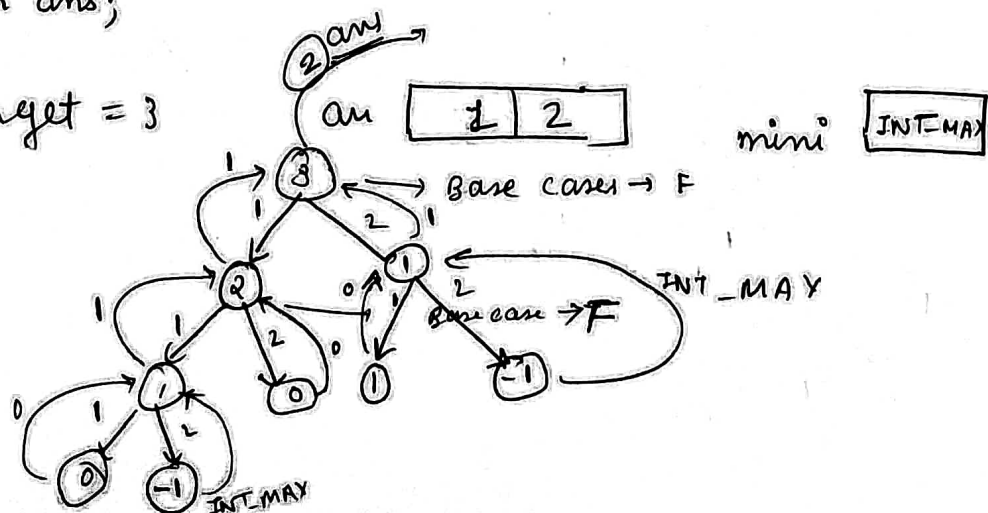 ans;
2 ans
get = 3
arr 1 2
mini INT_MAX
3 → Base cases → F
1 1 2 1
2 1
0 1 2 INT_MAX
Base case → F
1 1 2 0
1 0 1 -1
0 1 2
0 -1 INT_MAX